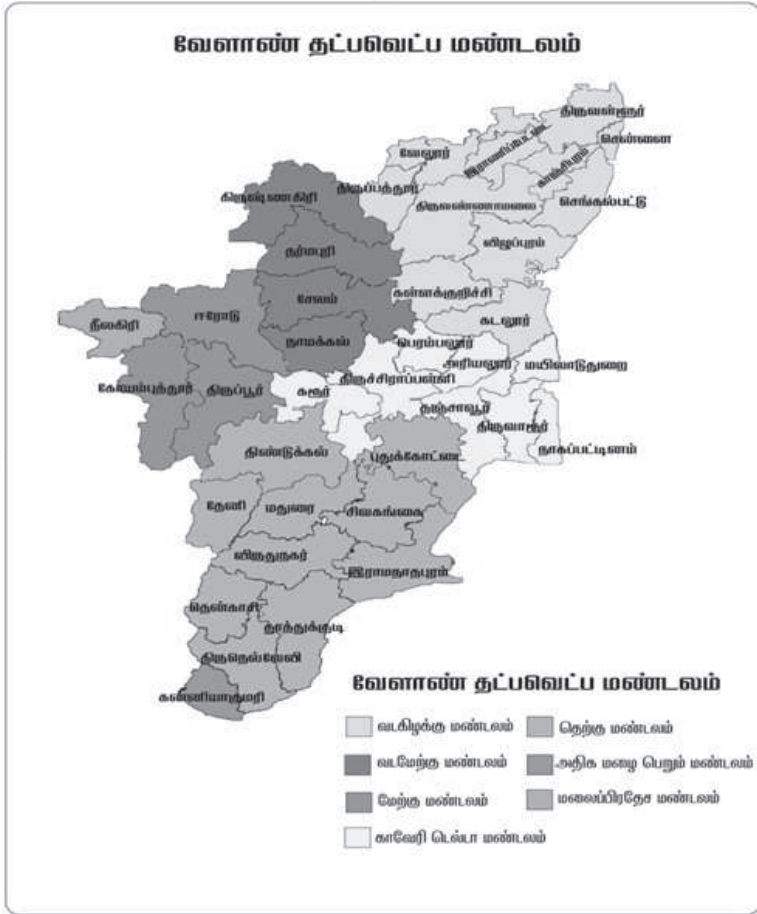 வேளாண் தட்பவெட்ப மண்டலம்
திருவள்ளூர்
சென்னை
இராணிப்பேட்டை
வேலூர்
காஞ்சிபுரம்
திருப்பத்தூர்
கிருஷ்ணகிரி
திருவண்ணாமலை
செங்கல்பட்டு
தர்மபுரி
விழுப்புரம்
சேலம்
கள்ளக்குறிச்சி
நீலகிரி
ஈரோடு
கடலூர்
நாமக்கல்
பெரம்பலூர்
அரியலூர்
மயிலாடுதுறை
கோயம்புத்தூர்
திருப்பூர்
கரூர்
திருச்சிராப்பள்ளி
தஞ்சாவூர்
திருவாரூர்
நாகப்பட்டினம்
திண்டுக்கல்
புதுக்கோட்டை
தேனி
மதுரை
சிவகங்கை
விருதுநகர்
இராமநாதபுரம்
தென்காசி
தூத்துக்குடி
திருநெல்வேலி
கன்னியாகுமரி
வேளாண் தட்பவெட்ப மண்டலம்
வடகிழக்கு மண்டலம்
தெற்கு மண்டலம்
வடமேற்கு மண்டலம்
அதிக மழை பெறும் மண்டலம்
மேற்கு மண்டலம்
மலைப்பிரதேச மண்டலம்
காவேரி டெல்டா மண்டலம்